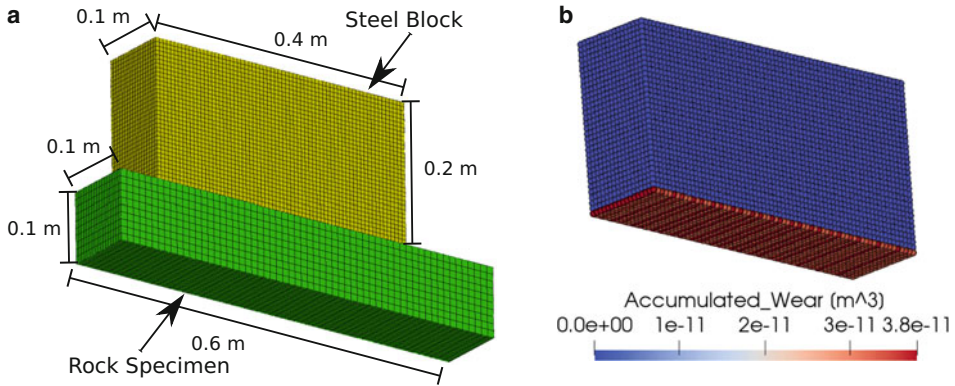 a
0.1 m
0.4 m
Steel Block
0.1 m
0.2 m
0.1 m
0.6 m
Rock Specimen
b
Accumulated_Wear (m^3)
0.0e+00 1e-11 2e-11 3e-11 3.8e-11